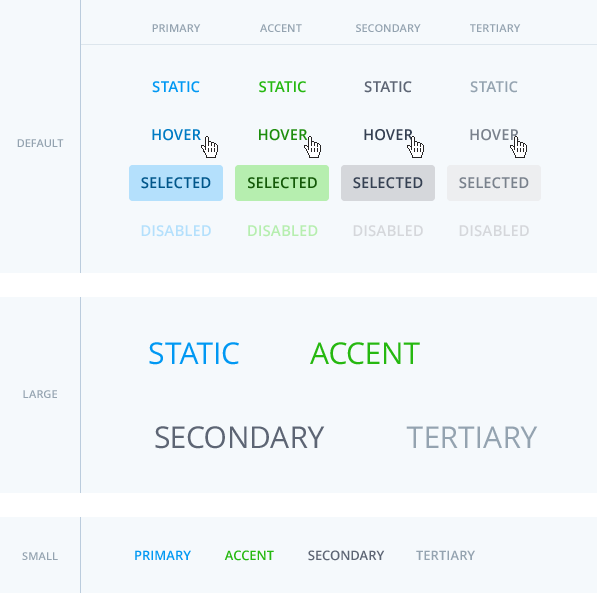 PRIMARY ACCENT SECONDARY TERTIARY
STATIC STATIC STATIC STATIC
HOVER HOVER HOVER HOVER
DEFAULT
SELECTED SELECTED SELECTED SELECTED
DISABLED DISABLED DISABLED DISABLED
STATIC ACCENT
LARGE
SECONDARY TERTIARY
SMALL PRIMARY ACCENT SECONDARY TERTIARY